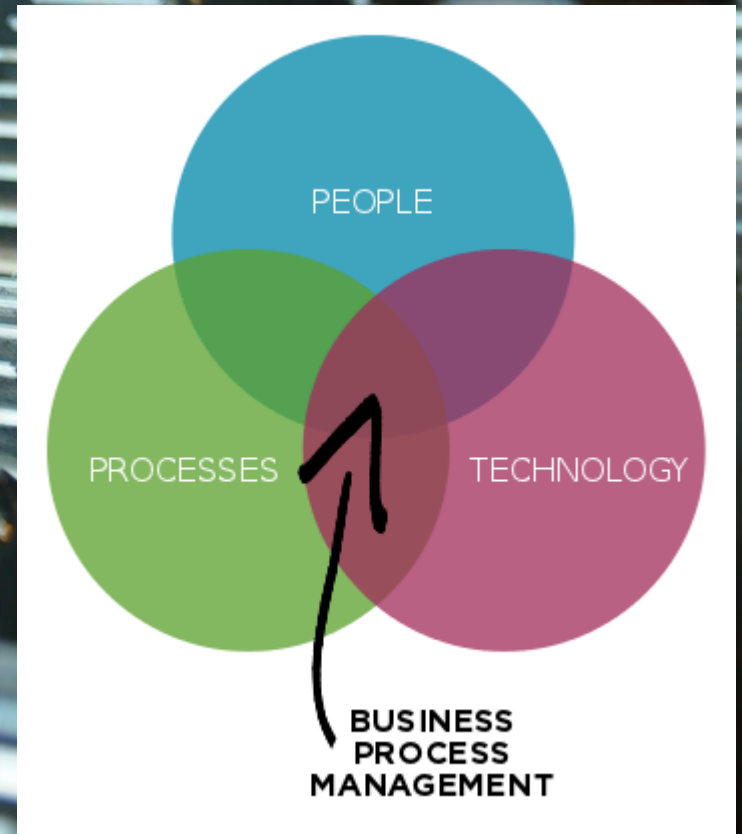 PEOPLE
PROCESSES
TECHNOLOGY
BUSINESS
PROCESS
MANAGEMENT